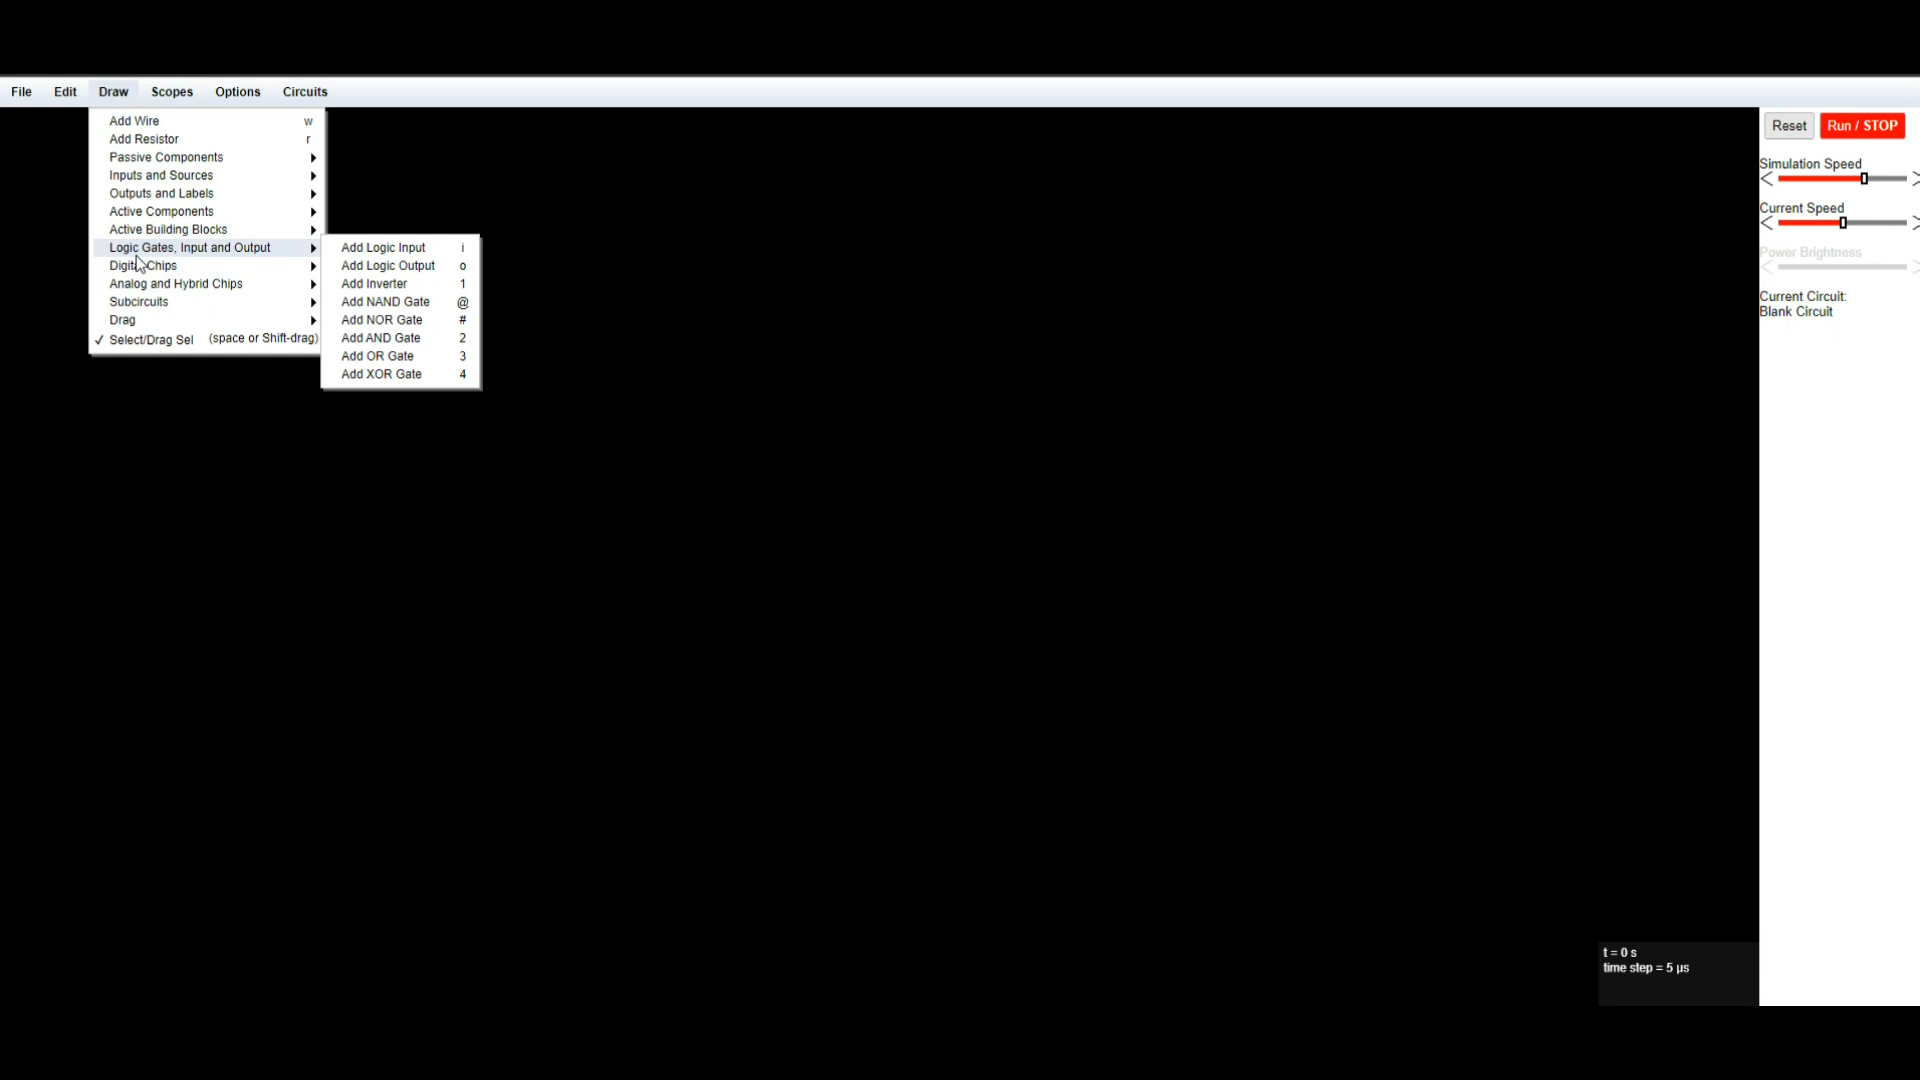 File Edit Draw Scopes Options Circuits
Add Wire w
Add Resistor r
Passive Components
Inputs and Sources
Outputs and Labels
Active Components
Active Building Blocks
Logic Gates, Input and Output
Digital Chips
Analog and Hybrid Chips
Subcircuits
Drag
✓ Select/Drag Sel (space or Shift-drag)
Add Logic Input i
Add Logic Output o
Add Inverter 1
Add NAND Gate @
Add NOR Gate #
Add AND Gate 2
Add OR Gate 3
Add XOR Gate 4
Reset Run / STOP
Simulation Speed
Current Speed
Power Brightness
Current Circuit:
Blank Circuit
t = 0 s
time step = 5 µs